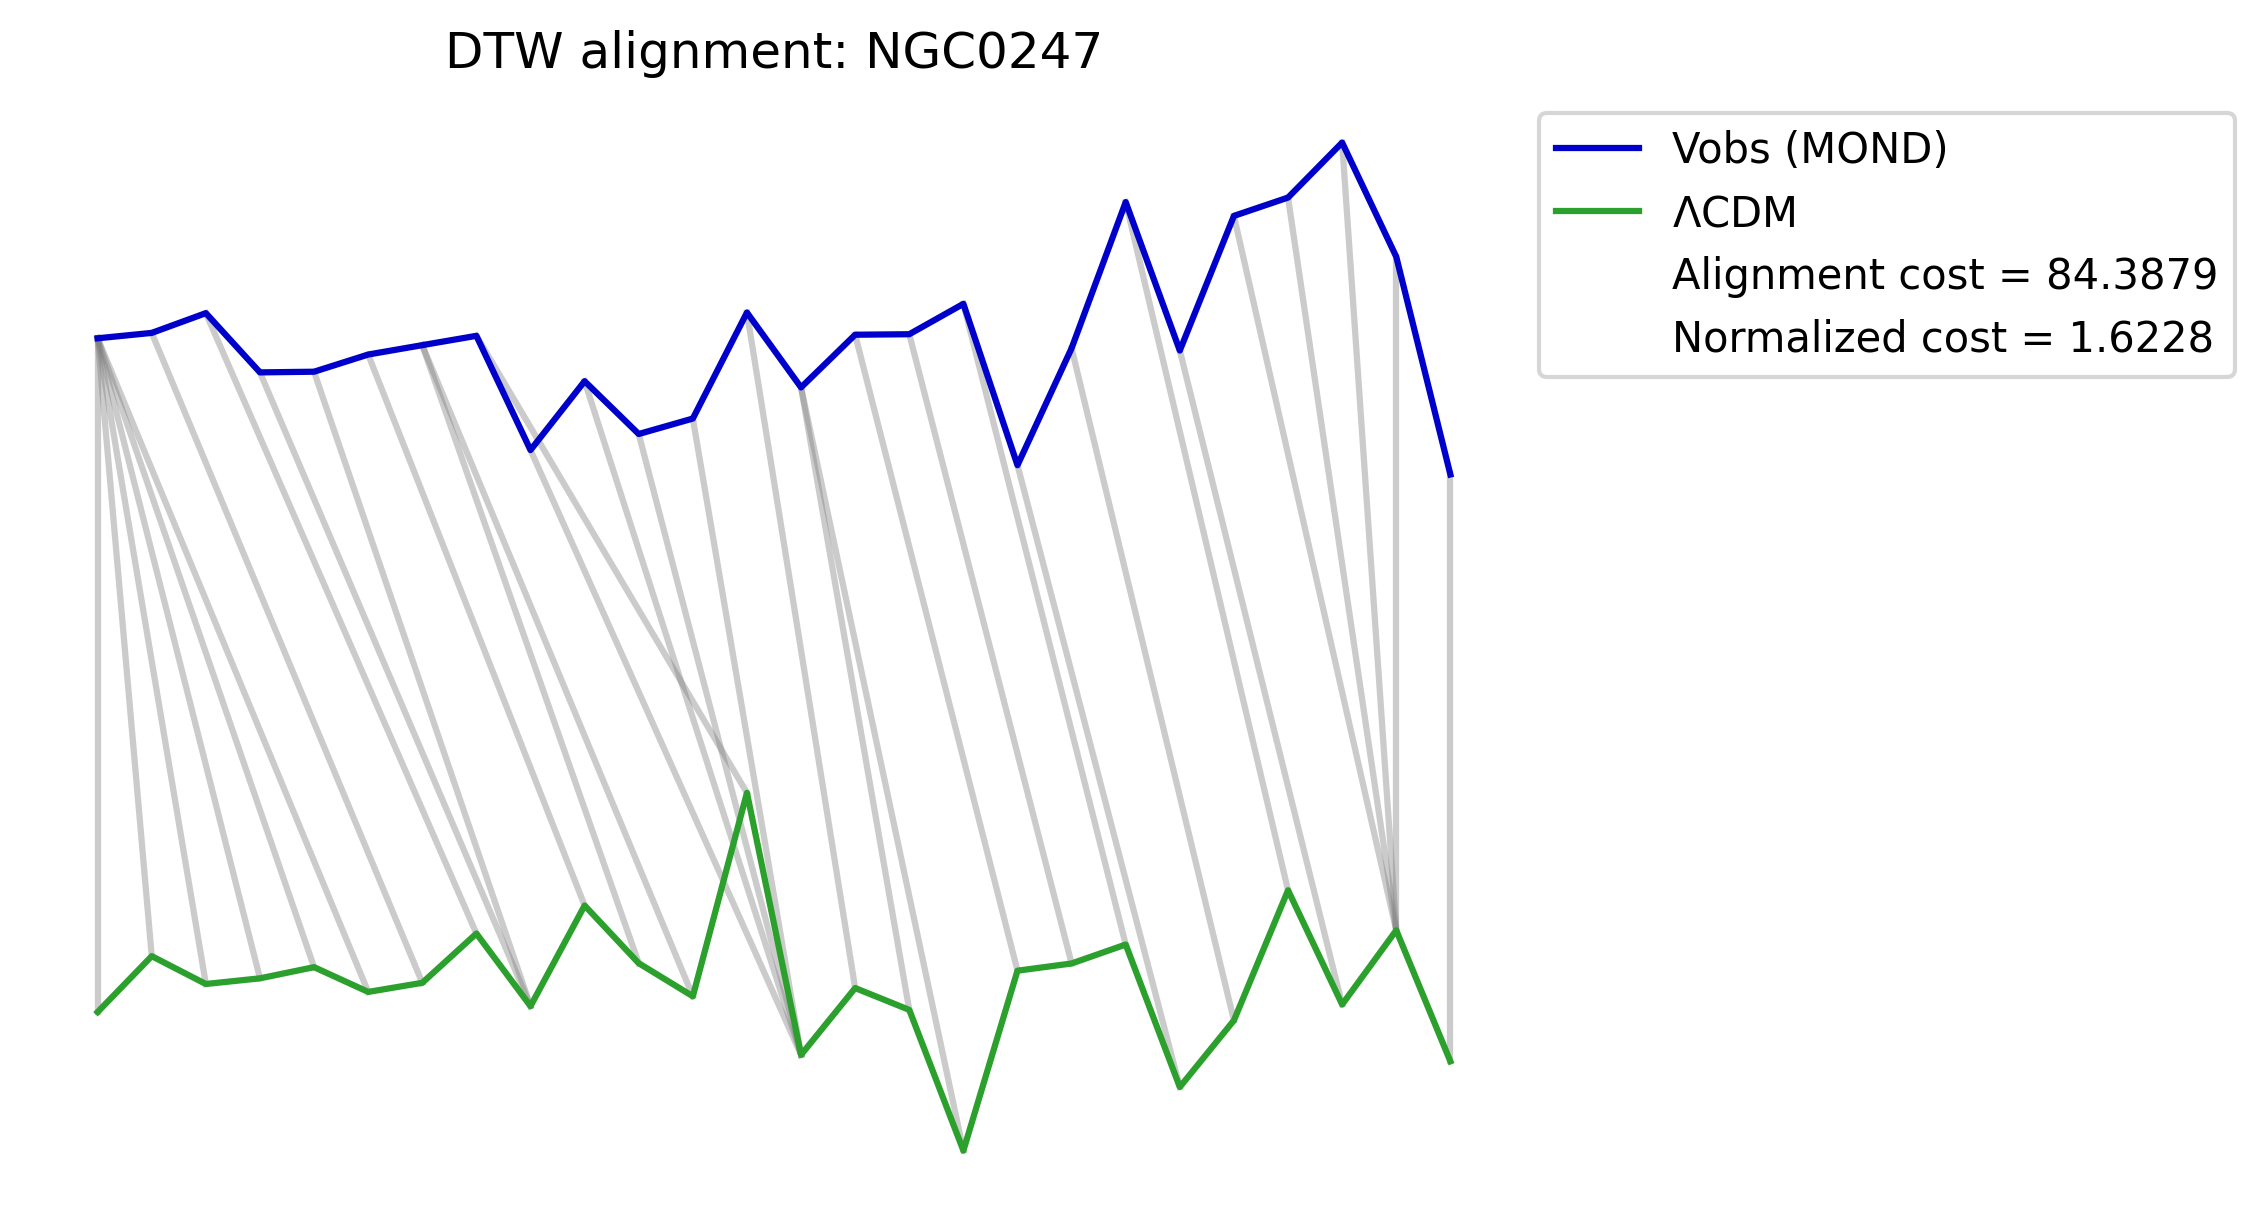 DTW alignment: NGC0247
Vobs (MOND)
ΛCDM
Alignment cost = 84.3879
Normalized cost = 1.6228